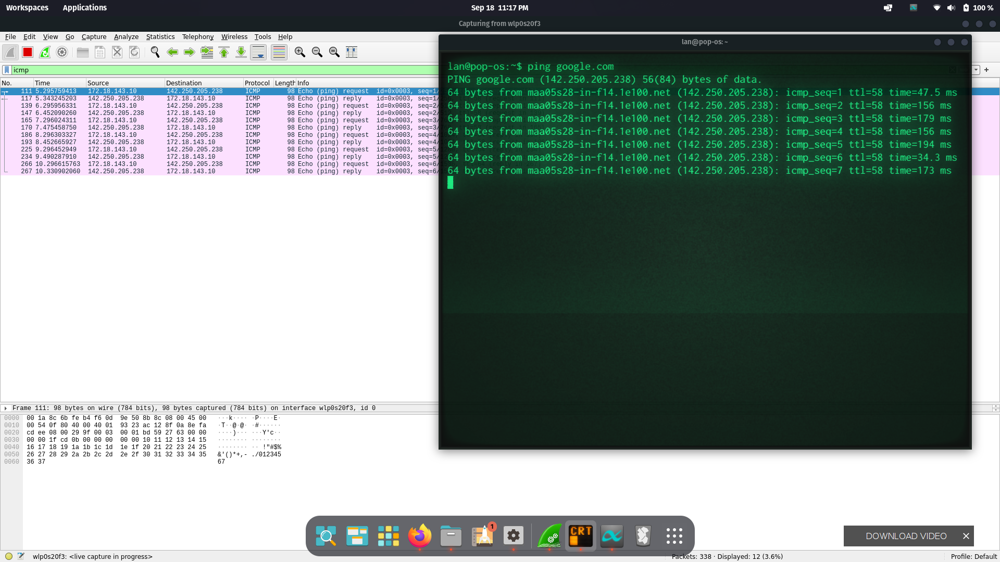 Workspaces Applications Sep 18 11:17 PM 100 %
Capturing from wlp0s20f3
File Edit View Go Capture Analyze Statistics Telephony Wireless Tools Help
icmp
No. Time Source Destination Protocol Length Info
111 5.295759413 172.18.143.10 142.250.205.238 ICMP 98 Echo (ping) request id=0x0003, seq=1/
117 5.343245203 142.250.205.238 172.18.143.10 ICMP 98 Echo (ping) reply id=0x0003, seq=1/
139 6.295956331 172.18.143.10 142.250.205.238 ICMP 98 Echo (ping) request id=0x0003, seq=2/
147 6.452090260 142.250.205.238 172.18.143.10 ICMP 98 Echo (ping) reply id=0x0003, seq=2/
165 7.296024311 172.18.143.10 142.250.205.238 ICMP 98 Echo (ping) request id=0x0003, seq=3/
170 7.475458750 142.250.205.238 172.18.143.10 ICMP 98 Echo (ping) reply id=0x0003, seq=3/
186 8.296303327 172.18.143.10 142.250.205.238 ICMP 98 Echo (ping) request id=0x0003, seq=4/
193 8.452665927 142.250.205.238 172.18.143.10 ICMP 98 Echo (ping) reply id=0x0003, seq=4/
225 9.296452949 172.18.143.10 142.250.205.238 ICMP 98 Echo (ping) request id=0x0003, seq=5/
234 9.490287910 142.250.205.238 172.18.143.10 ICMP 98 Echo (ping) reply id=0x0003, seq=5/
266 10.296615763 172.18.143.10 142.250.205.238 ICMP 98 Echo (ping) request id=0x0003, seq=6/
267 10.330902060 142.250.205.238 172.18.143.10 ICMP 98 Echo (ping) reply id=0x0003, seq=6/
lan@pop-os: ~
lan@pop-os:~$ ping google.com
PING google.com (142.250.205.238) 56(84) bytes of data.
64 bytes from maa05s28-in-f14.1e100.net (142.250.205.238): icmp_seq=1 ttl=58 time=47.5 ms
64 bytes from maa05s28-in-f14.1e100.net (142.250.205.238): icmp_seq=2 ttl=58 time=156 ms
64 bytes from maa05s28-in-f14.1e100.net (142.250.205.238): icmp_seq=3 ttl=58 time=179 ms
64 bytes from maa05s28-in-f14.1e100.net (142.250.205.238): icmp_seq=4 ttl=58 time=156 ms
64 bytes from maa05s28-in-f14.1e100.net (142.250.205.238): icmp_seq=5 ttl=58 time=194 ms
64 bytes from maa05s28-in-f14.1e100.net (142.250.205.238): icmp_seq=6 ttl=58 time=34.3 ms
64 bytes from maa05s28-in-f14.1e100.net (142.250.205.238): icmp_seq=7 ttl=58 time=173 ms
Frame 111: 98 bytes on wire (784 bits), 98 bytes captured (784 bits) on interface wlp0s20f3, id 0
0000 00 1a 8c 6b fe b4 f6 0d 9e 50 8b 8c 08 00 45 00 ···k···· ·P····E·
0010 00 54 0f 80 40 00 40 01 93 23 ac 12 8f 0a 8e fa ·T··@·@· ·#······
0020 cd ee 08 00 29 9f 00 03 00 01 bd 59 27 63 00 00 ····)··· ···Y'c··
0030 00 00 1f cd 0b 00 00 00 00 00 10 11 12 13 14 15 ········ ········
0040 16 17 18 19 1a 1b 1c 1d 1e 1f 20 21 22 23 24 25 ········ ·· !"#$%
0050 26 27 28 29 2a 2b 2c 2d 2e 2f 30 31 32 33 34 35 &'()*+,- ./012345
0060 36 37 67
1
CRT
DOWNLOAD VIDEO
wlp0s20f3: <live capture in progress> Packets: 338 · Displayed: 12 (3.6%) Profile: Default